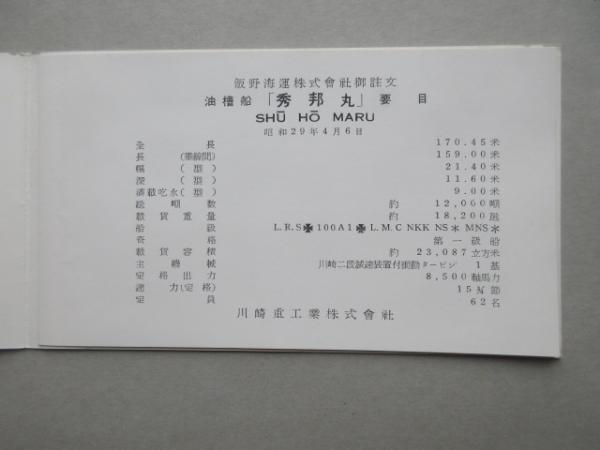 飯野海運株式會社御註文
油槽船「秀邦丸」要目
SHŪ HŌ MARU
昭和29年4月6日
全長 170.45米
長(垂線間) 159.00米
幅(型) 21.40米
深(型) 11.60米
満載吃水(型) 9.00米
総噸数 約 12,000噸
載貨重量 約 18,200瓲
船級 L.R.S✠100A1✠L.M.C NKK NS* MNS*
資格 第一級船
載貨容積 約 23,087立方米
主機械 川崎二段減速装置付衝動タービン 1基
定格出力 8,500軸馬力
速力(定格) 15¾節
定員 62名
川崎重工業株式會社